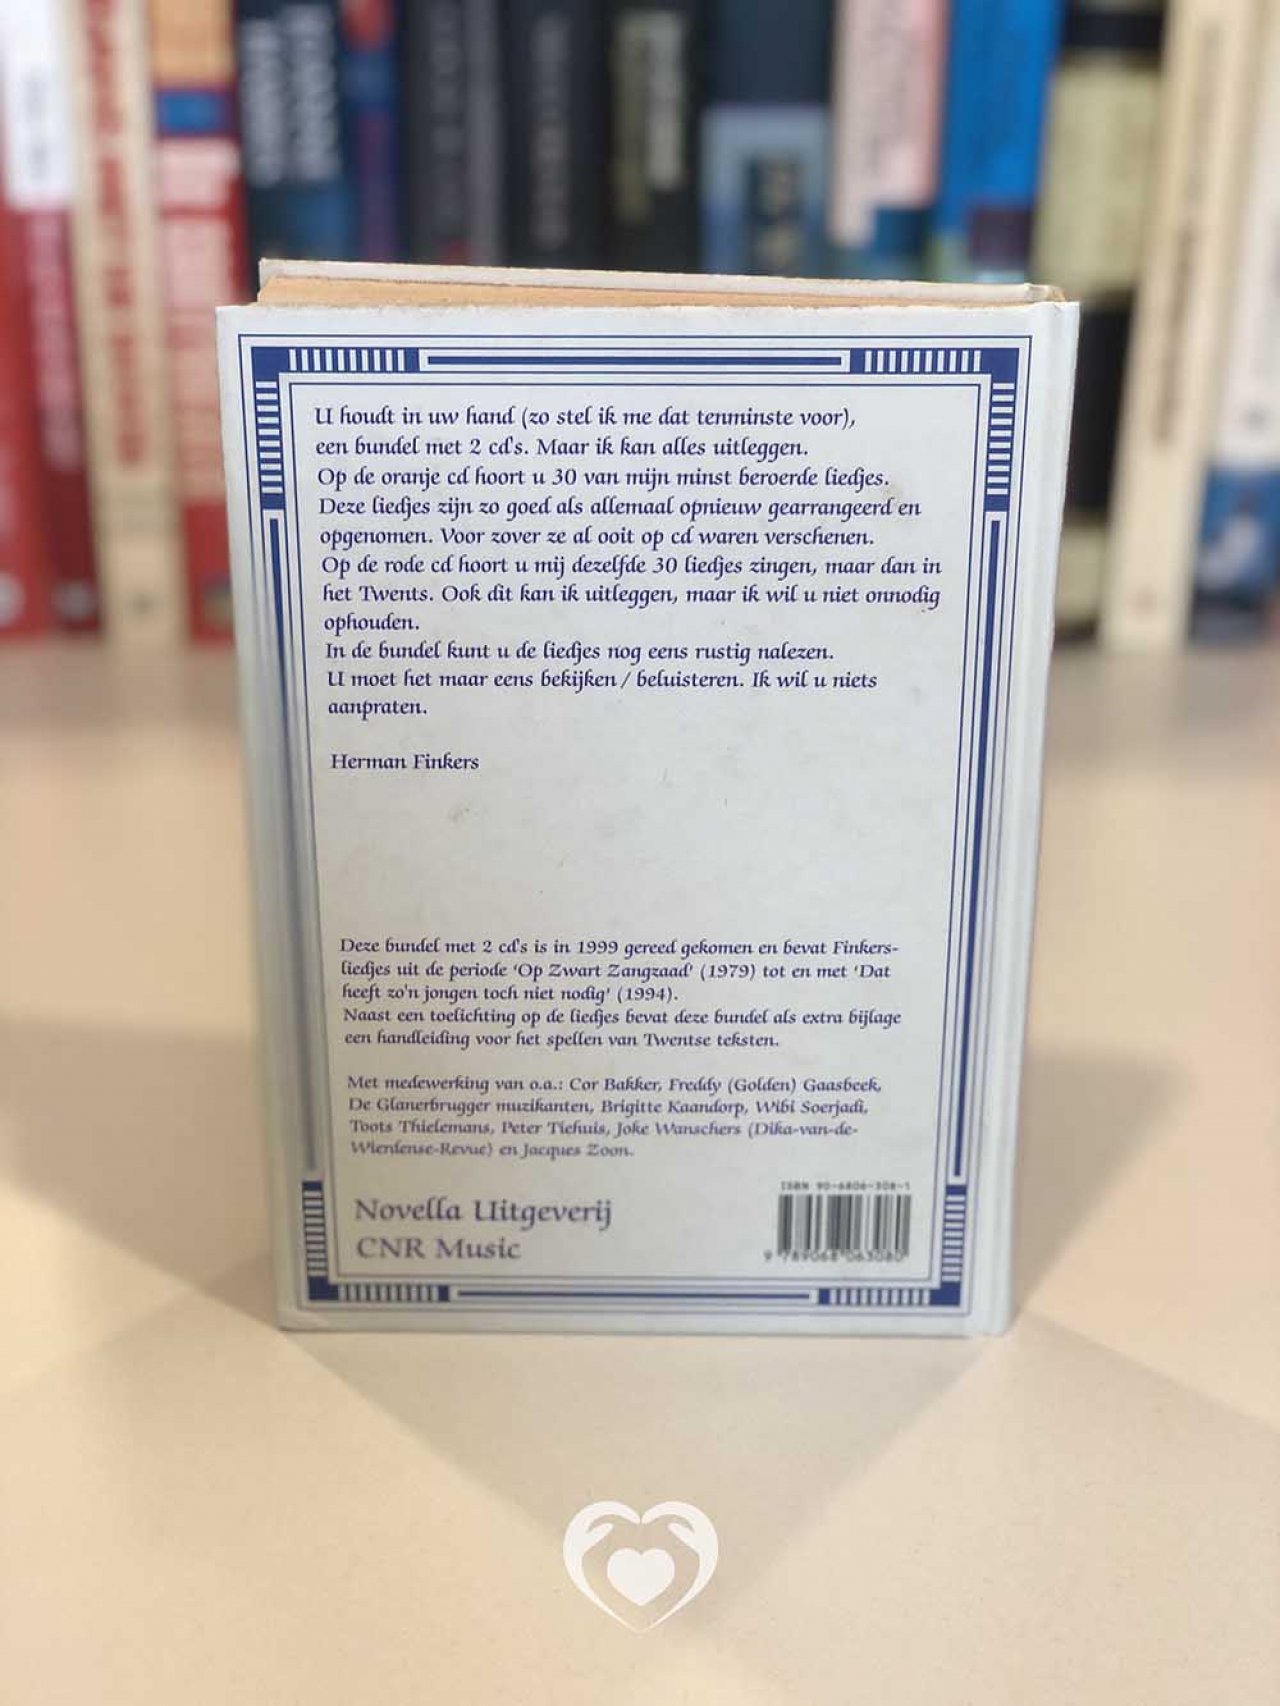 U houdt in uw hand (zo stel ik me dat tenminste voor),
een bundel met 2 cd's. Maar ik kan alles uitleggen.
Op de oranje cd hoort u 30 van mijn minst beroerde liedjes.
Deze liedjes zijn zo goed als allemaal opnieuw gearrangeerd en
opgenomen. Voor zover ze al ooit op cd waren verschenen.
Op de rode cd hoort u mij dezelfde 30 liedjes zingen, maar dan in
het Twents. Ook dit kan ik uitleggen, maar ik wil u niet onnodig
ophouden.
In de bundel kunt u de liedjes nog eens rustig nalezen.
U moet het maar eens bekijken / beluisteren. Ik wil u niets
aanpraten.
Herman Finkers
Deze bundel met 2 cd's is in 1999 gereed gekomen en bevat Finkers-
liedjes uit de periode 'Op Zwart Zangzaad' (1979) tot en met 'Dat
heeft zo'n jongen toch niet nodig' (1994).
Naast een toelichting op de liedjes bevat deze bundel als extra bijlage
een handleiding voor het spellen van Twentse teksten.
Met medewerking van o.a.: Cor Bakker, Freddy (Golden) Gaasbeek,
De Glanerbrugger muzikanten, Brigitte Kaandorp, Wibi Soerjadi,
Toots Thielemans, Peter Tiehuis, Joke Wanschers (Dika-van-de-
Wierdense-Revue) en Jacques Zoon.
ISBN 90-6806-308-1
Novella Uitgeverij
CNR Music
9 789068 063080